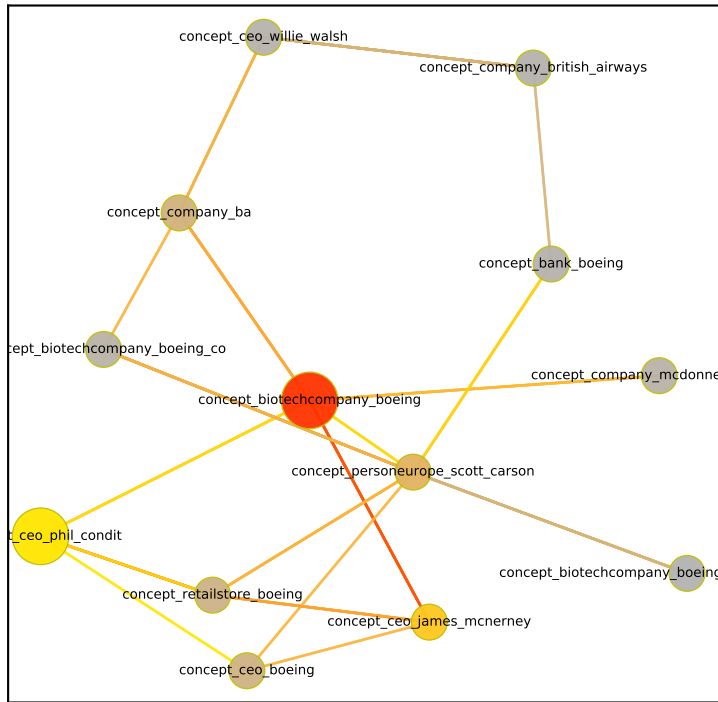 concept_ceo_willie_walsh
concept_company_british_airways
concept_company_ba
concept_bank_boeing
cept_biotechcompany_boeing_co
concept_company_mcdonne
concept_biotechcompany_boeing
concept_personeurope_scott_carson
t_ceo_phil_condit
concept_biotechcompany_boeing
concept_retailstore_boeing
concept_ceo_james_mcnerney
concept_ceo_boeing